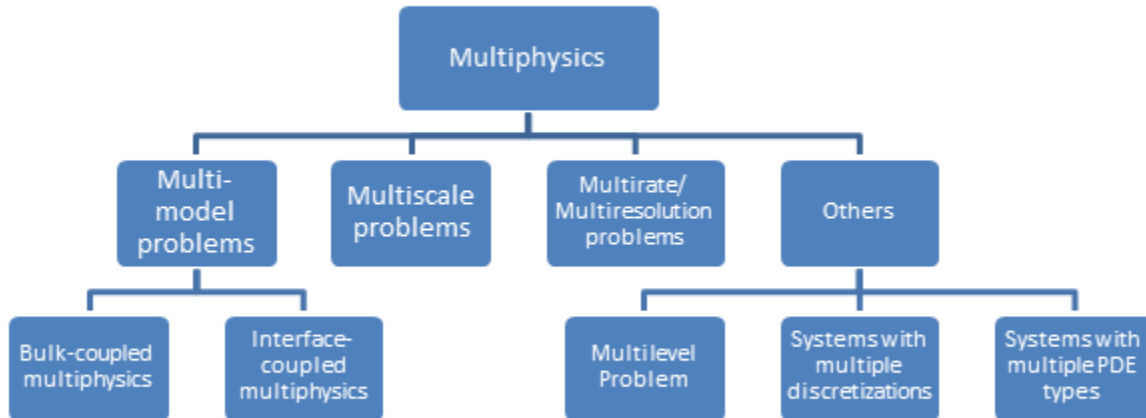 Multiphysics
Multi-
model
problems
Multiscale
problems
Multirate/
Multiresolution
problems
Others
Bulk-coupled
multiphysics
Interface-
coupled
multiphysics
Multilevel
Problem
Systems with
multiple
discretizations
Systems with
multiple PDE
types